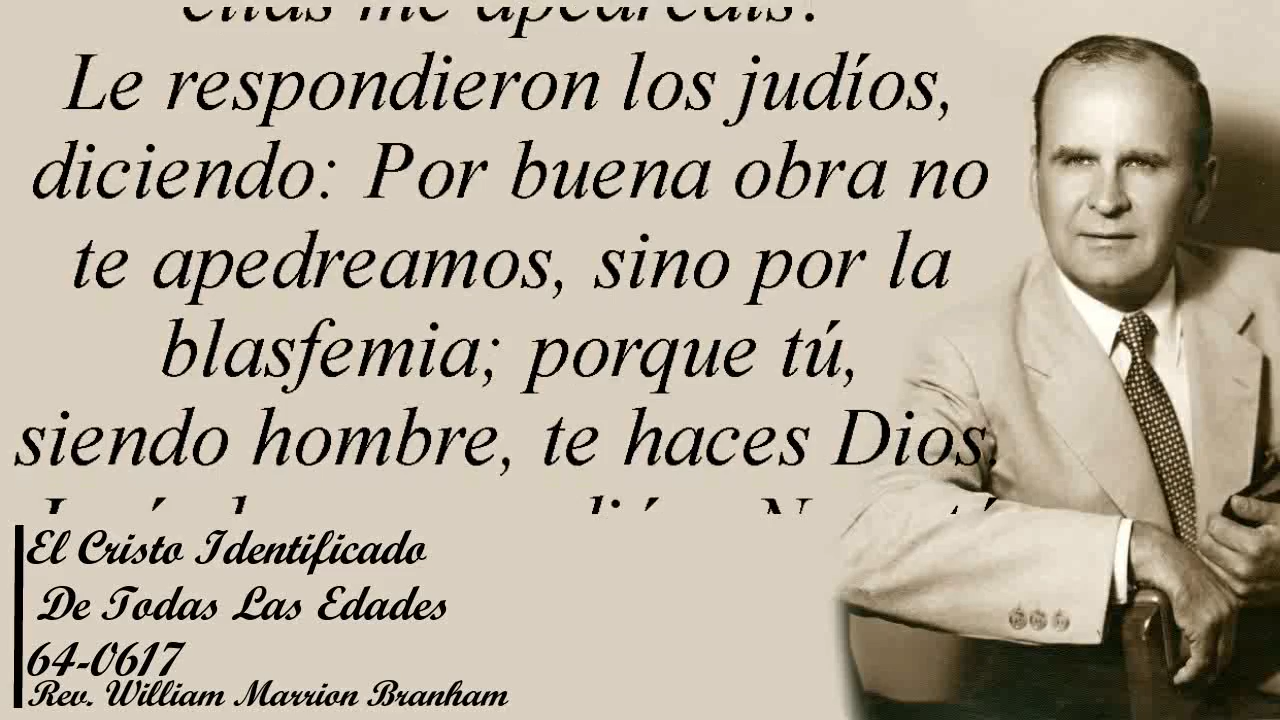 Le respondieron los judíos,
diciendo: Por buena obra no
te apedreamos, sino por la
blasfemia; porque tú,
siendo hombre, te haces Dios.
El Cristo Identificado
De Todas Las Edades
64-0617
Rev. William Marrion Branham